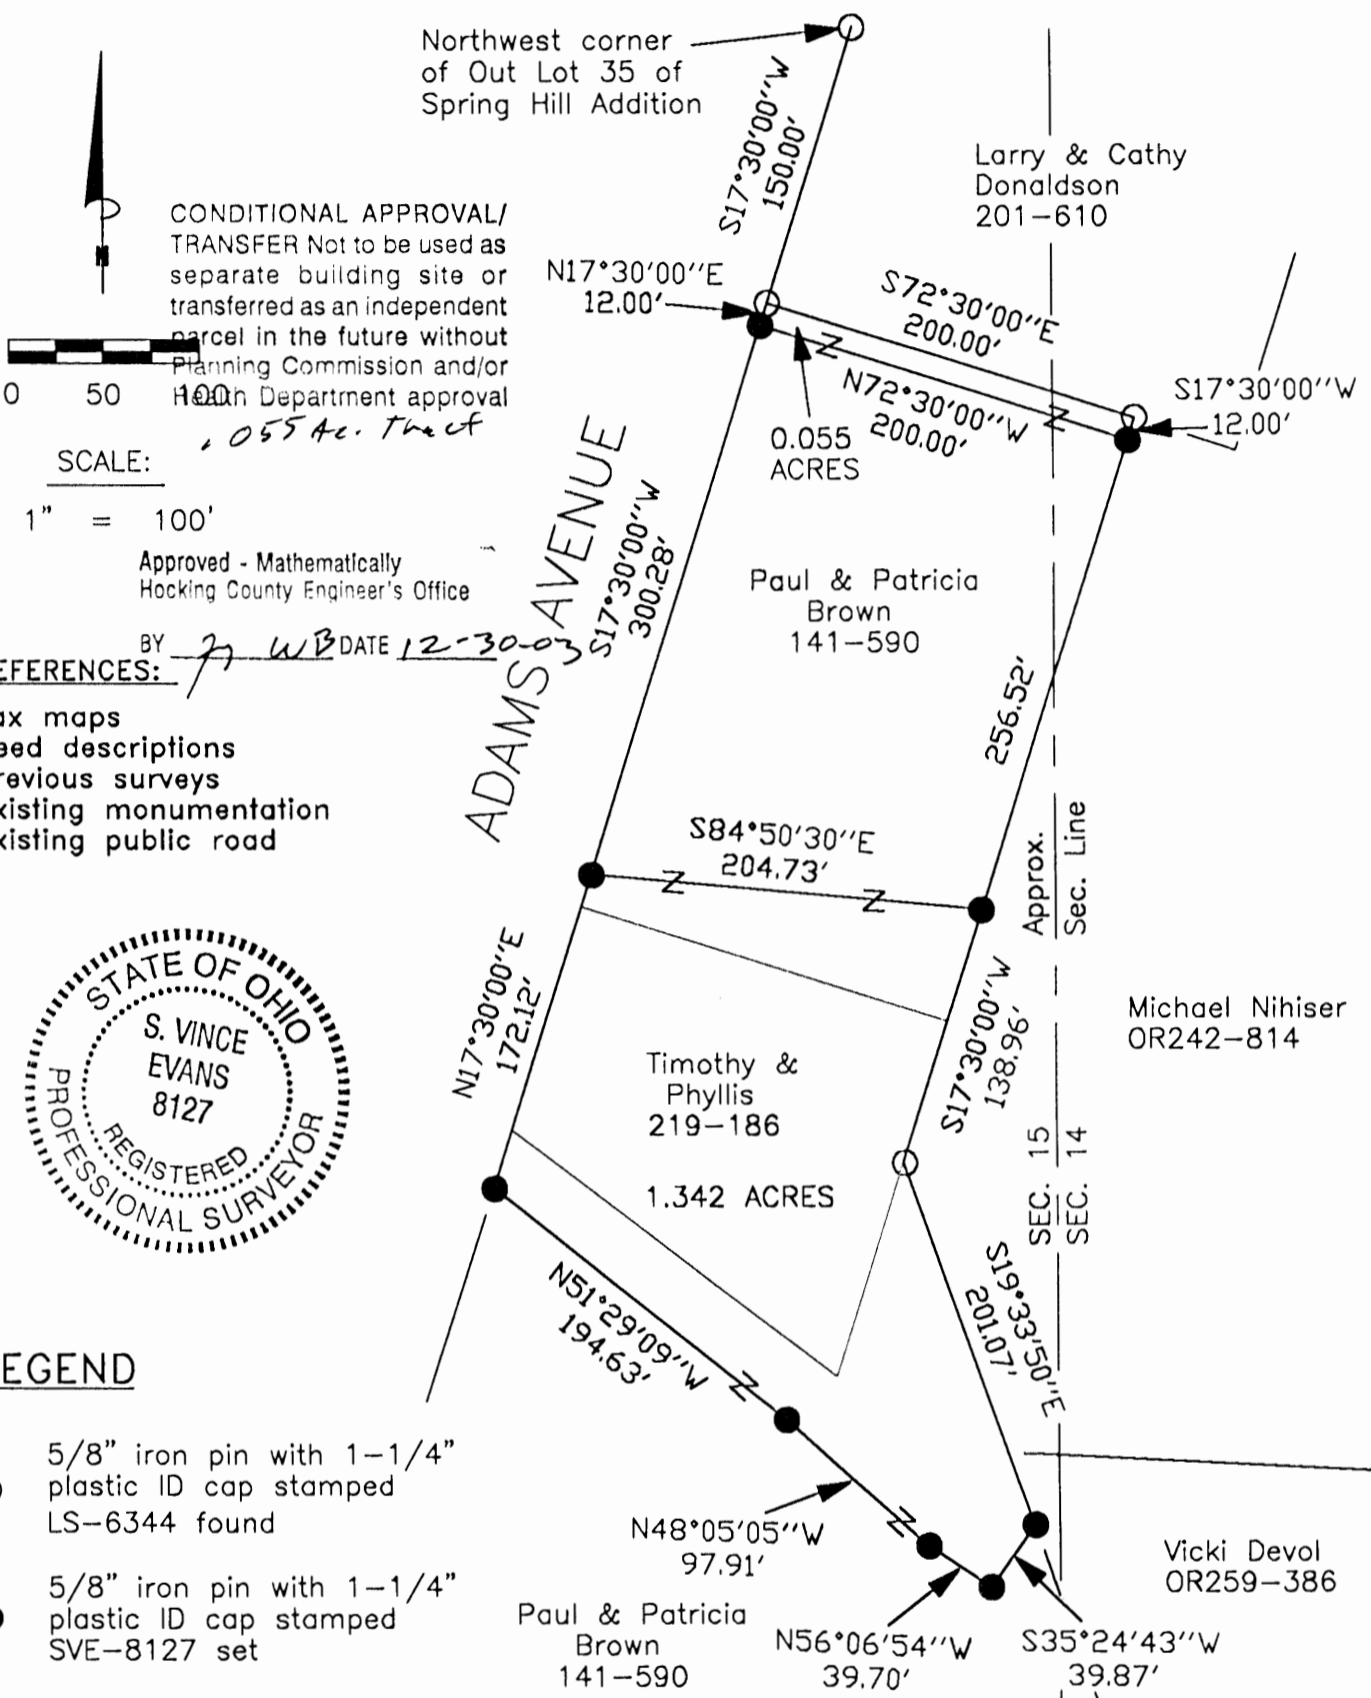 Northwest corner
of Out Lot 35 of
Spring Hill Addition
S17°30'00''W
150.00'
Larry & Cathy
Donaldson
201-610
N
CONDITIONAL APPROVAL/
TRANSFER Not to be used as
separate building site or
transferred as an independent
parcel in the future without
Planning Commission and/or
Health Department approval
.055 Ac. Tract
0 50 100
SCALE:
1" = 100'
N17°30'00''E
12.00'
S72°30'00''E
200.00'
N72°30'00''W
200.00'
S17°30'00''W
12.00'
0.055
ACRES
Approved - Mathematically
Hocking County Engineer's Office
BY WB DATE 12-30-03
ADAMS AVENUE
S17°30'00''W
300.28'
Paul & Patricia
Brown
141-590
256.52'
EFERENCES:
ax maps
eed descriptions
revious surveys
xisting monumentation
xisting public road
S84°50'30''E
204.73'
Approx.
Sec. Line
STATE OF OHIO
S. VINCE
EVANS
8127
REGISTERED
PROFESSIONAL SURVEYOR
N17°30'00''E
172.12'
Timothy &
Phyllis
219-186
1.342 ACRES
S17°30'00''W
138.96'
Michael Nihiser
OR242-814
SEC. 15
SEC. 14
N51°29'09''W
194.63'
S19°33'50''E
201.07'
EGEND
5/8" iron pin with 1-1/4"
plastic ID cap stamped
LS-6344 found
5/8" iron pin with 1-1/4"
plastic ID cap stamped
SVE-8127 set
N48°05'05''W
97.91'
Paul & Patricia
Brown
141-590
N56°06'54''W
39.70'
S35°24'43''W
39.87'
Vicki Devol
OR259-386